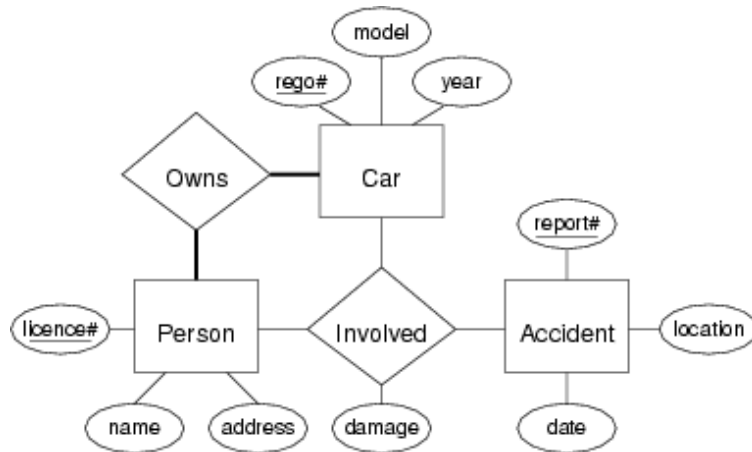 model
rego#
year
Owns
Car
report#
licence#
Person
Involved
Accident
location
name
address
damage
date